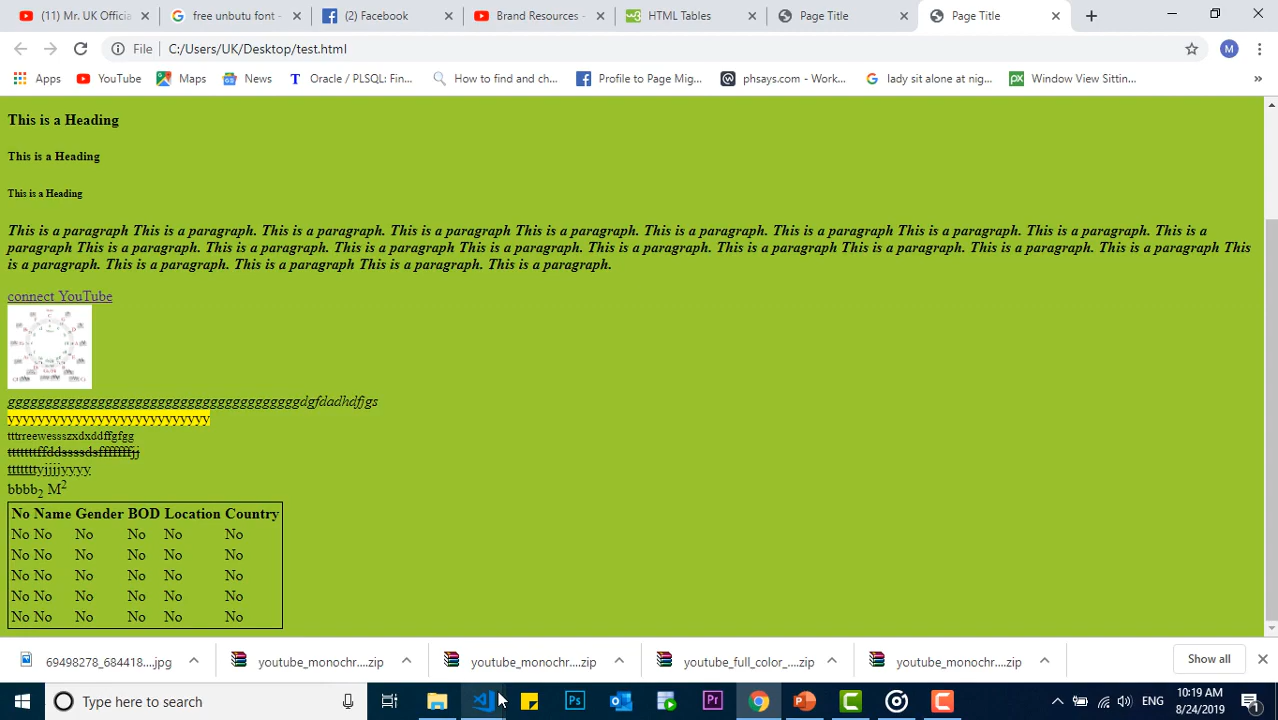 (11) Mr. UK Officia
free unbutu font -
(2) Facebook
Brand Resources -
HTML Tables
Page Title
Page Title
File C:/Users/UK/Desktop/test.html
M
Apps YouTube Maps News Oracle / PLSQL: Fin... How to find and ch... Profile to Page Mig... phsays.com - Work... lady sit alone at nig... Window View Sittin... »
This is a Heading
This is a Heading
This is a Heading
This is a paragraph This is a paragraph. This is a paragraph. This is a paragraph This is a paragraph. This is a paragraph. This is a paragraph This is a paragraph. This is a paragraph. This is a
paragraph This is a paragraph. This is a paragraph. This is a paragraph This is a paragraph. This is a paragraph. This is a paragraph This is a paragraph. This is a paragraph. This is a paragraph This
is a paragraph. This is a paragraph. This is a paragraph This is a paragraph. This is a paragraph.
connect YouTube
bbbb2 M2
No Name Gender BOD Location Country
No No No No No No
No No No No No No
No No No No No No
No No No No No No
No No No No No No
69498278_684418....jpg
youtube_monochr....zip
youtube_monochr....zip
youtube_full_color_....zip
youtube_monochr....zip
Show all
Type here to search
Ps
Pr
ENG
10:19 AM
8/24/2019
1